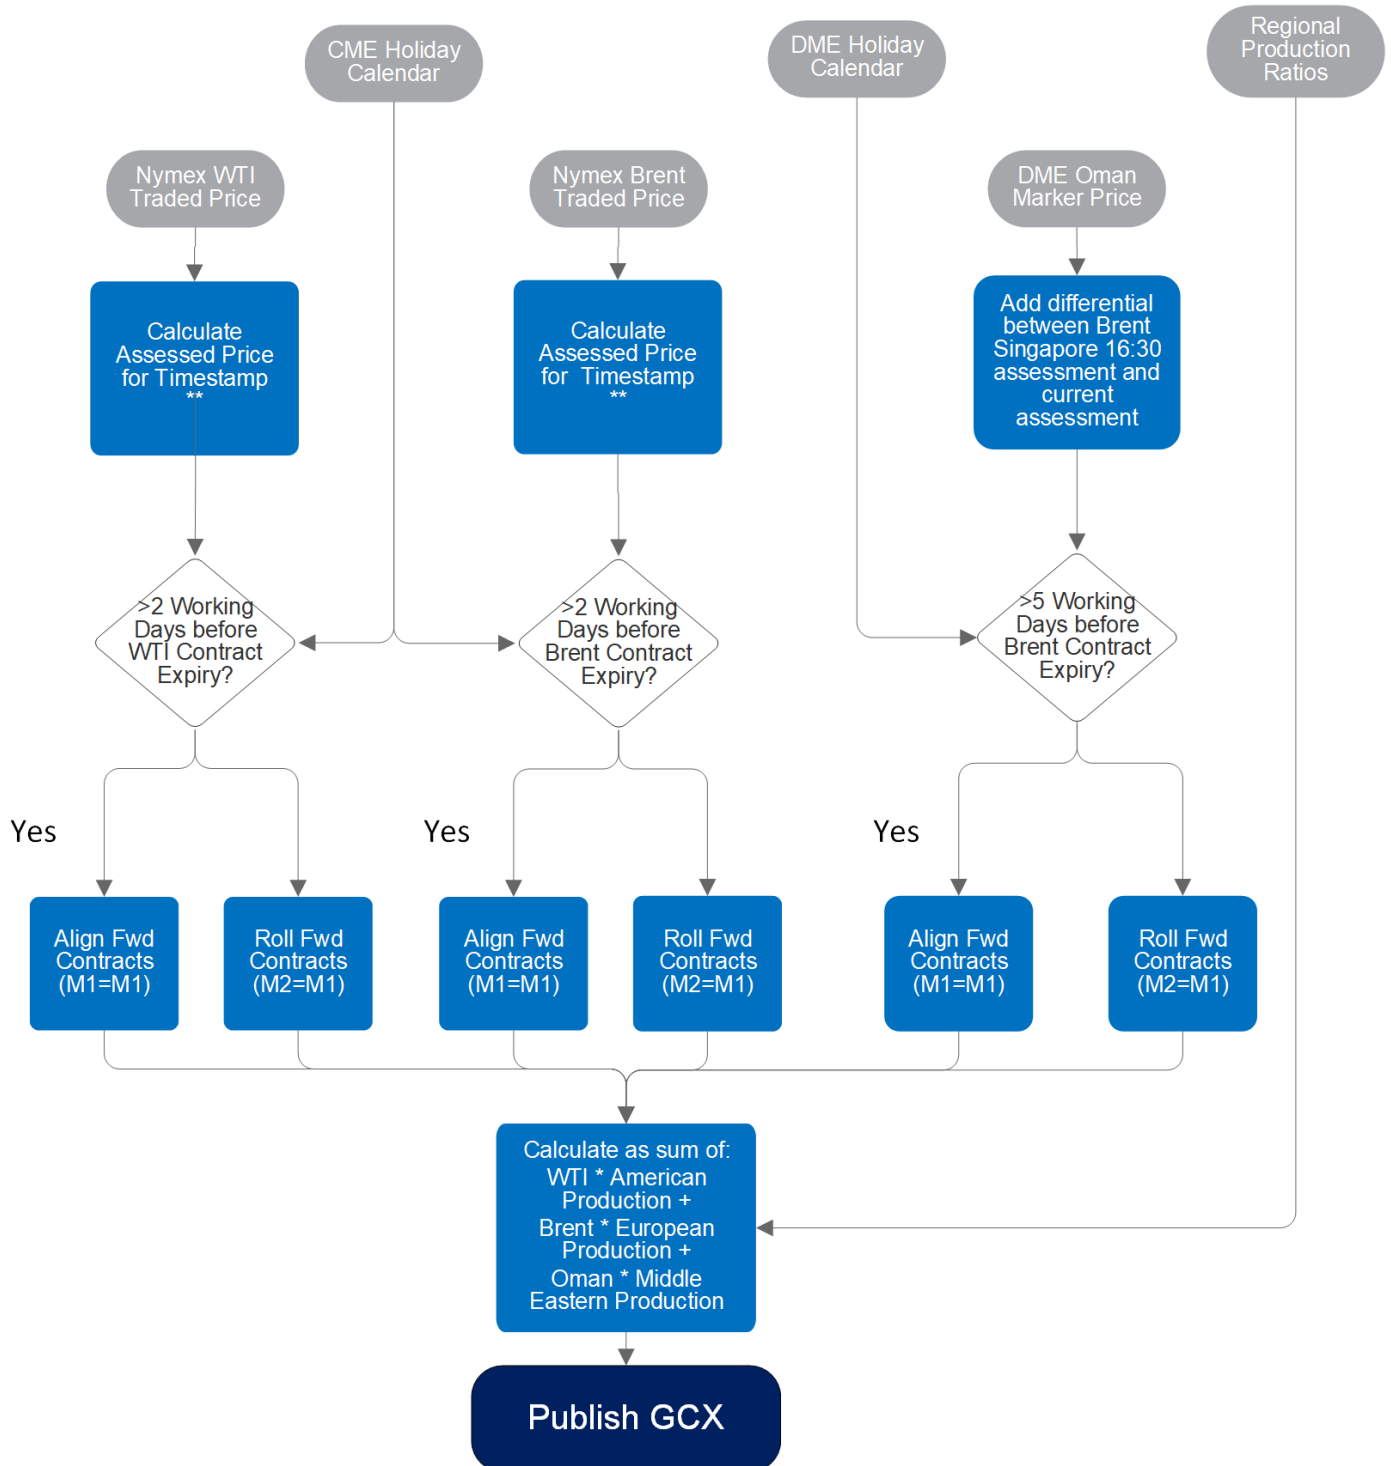 CME Holiday
Calendar
DME Holiday
Calendar
Regional
Production
Ratios
Nymex WTI
Traded Price
Nymex Brent
Traded Price
DME Oman
Marker Price
Calculate
Assessed Price
for Timestamp
**
Calculate
Assessed Price
for Timestamp
**
Add differential
between Brent
Singapore 16:30
assessment and
current
assessment
>2 Working
Days before
WTI Contract
Expiry?
>2 Working
Days before
Brent Contract
Expiry?
>5 Working
Days before
Brent Contract
Expiry?
Yes
Yes
Yes
Align Fwd
Contracts
(M1=M1)
Roll Fwd
Contracts
(M2=M1)
Align Fwd
Contracts
(M1=M1)
Roll Fwd
Contracts
(M2=M1)
Align Fwd
Contracts
(M1=M1)
Roll Fwd
Contracts
(M2=M1)
Calculate as sum of:
WTI * American
Production +
Brent * European
Production +
Oman * Middle
Eastern Production
Publish GCX